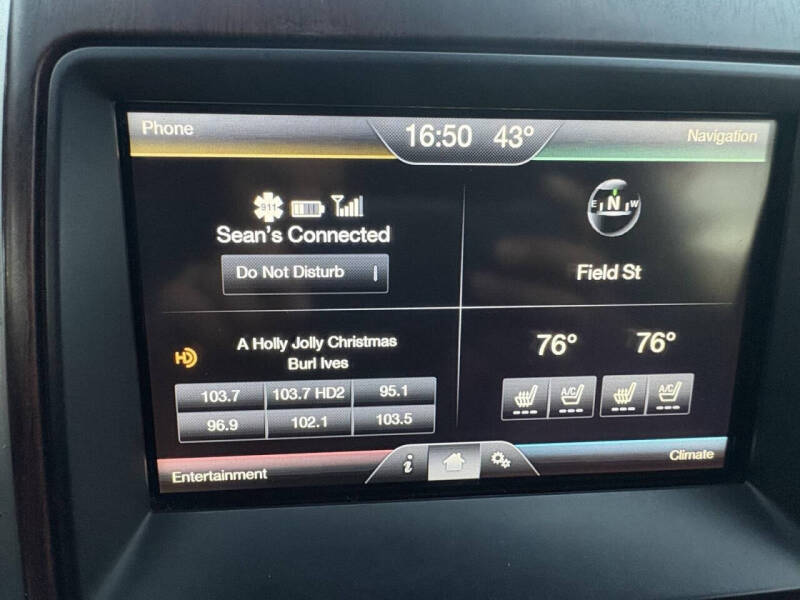 Phone
16:50 43°
Navigation
911
Sean's Connected
Do Not Disturb
E N W
Field St
HD
A Holly Jolly Christmas
Burl Ives
103.7 103.7 HD2 95.1
96.9 102.1 103.5
76° 76°
A/C A/C
Entertainment
i
Climate